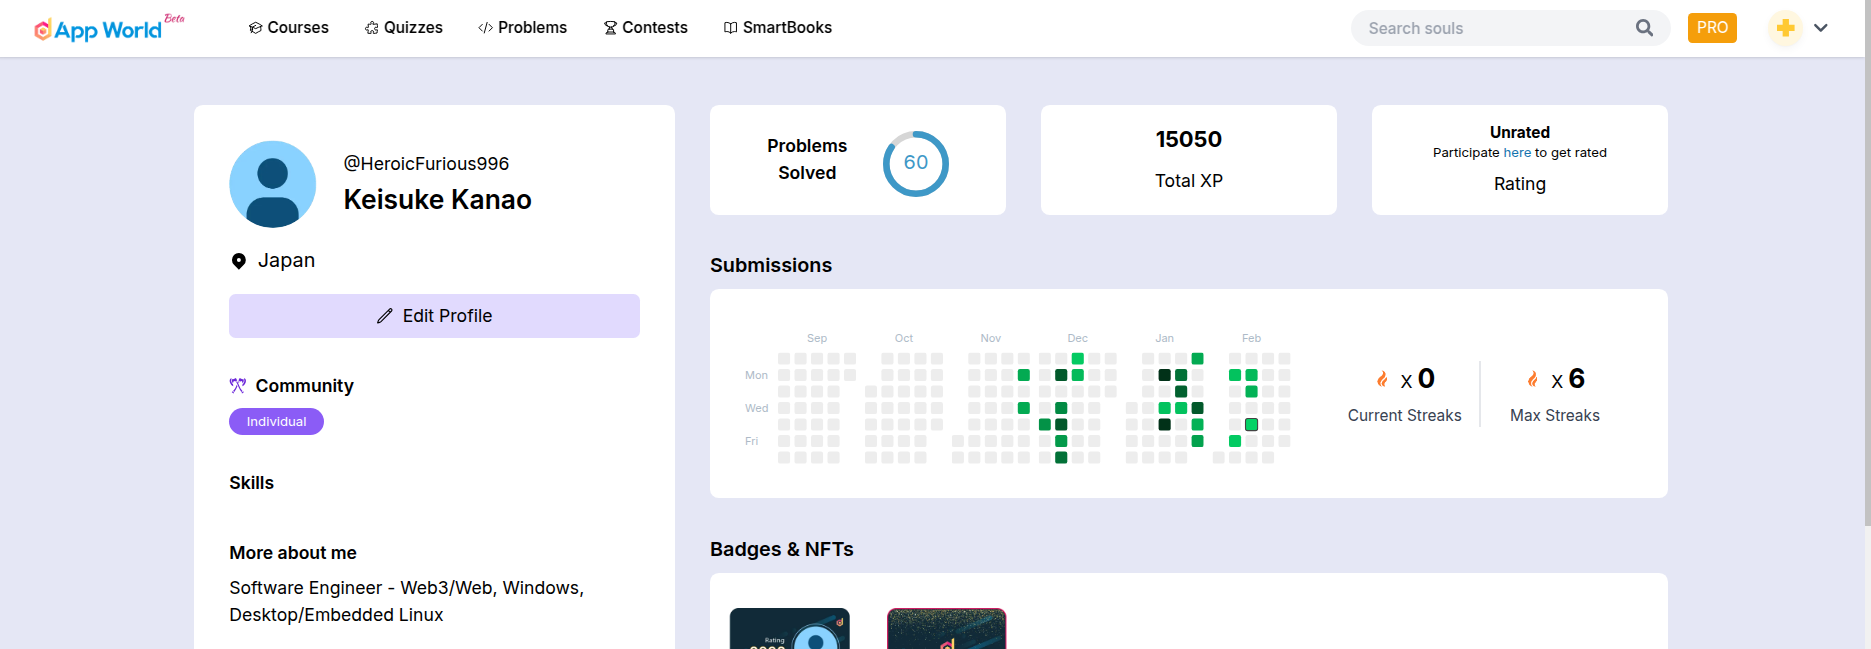 dApp World Beta
Courses
Quizzes
Problems
Contests
SmartBooks
Search souls
PRO
@HeroicFurious996
Keisuke Kanao
Japan
Edit Profile
Community
Individual
Skills
More about me
Software Engineer - Web3/Web, Windows,
Desktop/Embedded Linux
Problems
Solved
60
15050
Total XP
Unrated
Participate here to get rated
Rating
Submissions
Sep Oct Nov Dec Jan Feb
Mon
Wed
Fri
X 0
Current Streaks
X 6
Max Streaks
Badges & NFTs
Rating